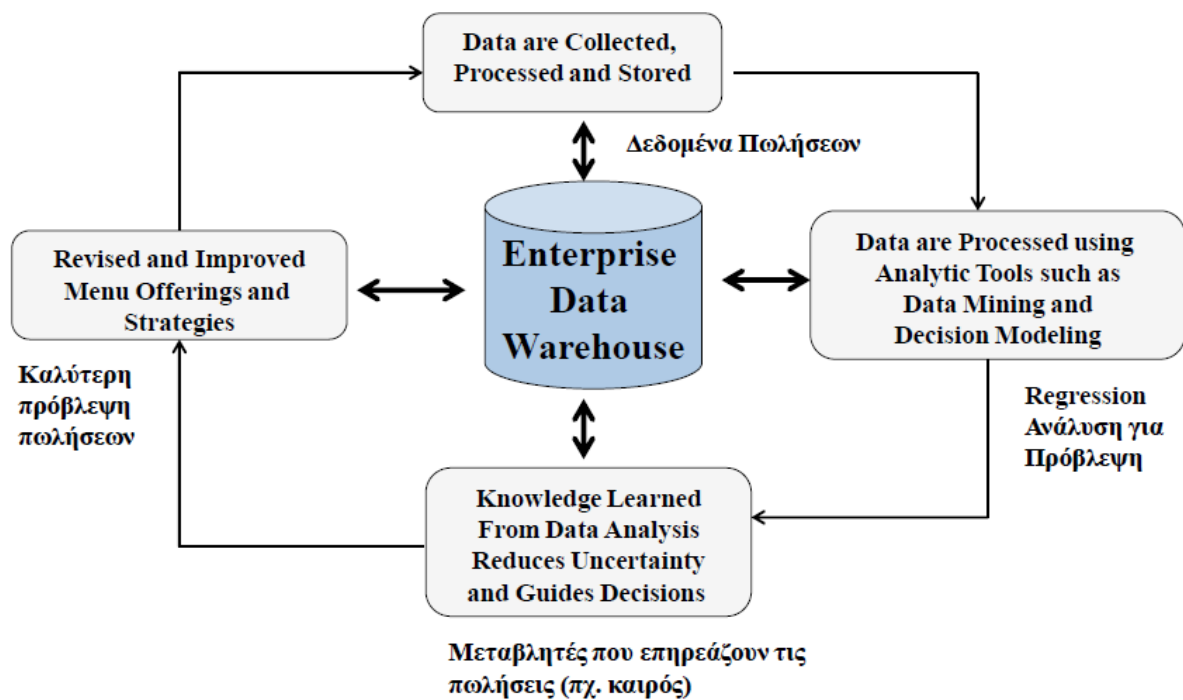 Data are Collected,
Processed and Stored
Δεδομένα Πωλήσεων
Enterprise
Data
Warehouse
Revised and Improved
Menu Offerings and
Strategies
Data are Processed using
Analytic Tools such as
Data Mining and
Decision Modeling
Καλύτερη
πρόβλεψη
πωλήσεων
Regression
Ανάλυση για
Πρόβλεψη
Knowledge Learned
From Data Analysis
Reduces Uncertainty
and Guides Decisions
Μεταβλητές που επηρεάζουν τις
πωλήσεις (πχ. καιρός)